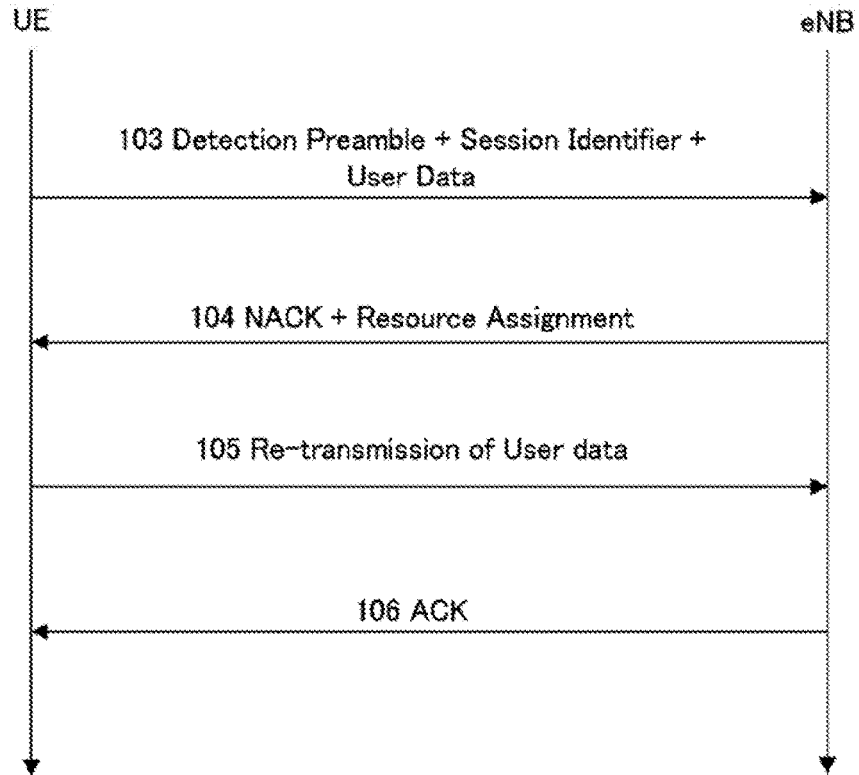 UE
eNB
103 Detection Preamble + Session Identifier +
User Data
104 NACK + Resource Assignment
105 Re-transmission of User data
106 ACK